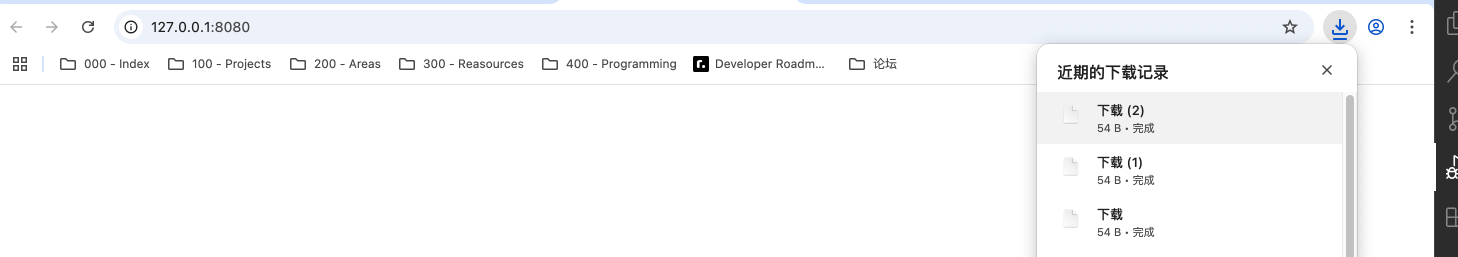 127.0.0.1:8080
000 - Index 100 - Projects 200 - Areas 300 - Reasources 400 - Programming r. Developer Roadm... 论坛
近期的下载记录
下载 (2)
54 B • 完成
下载 (1)
54 B • 完成
下载
54 B • 完成